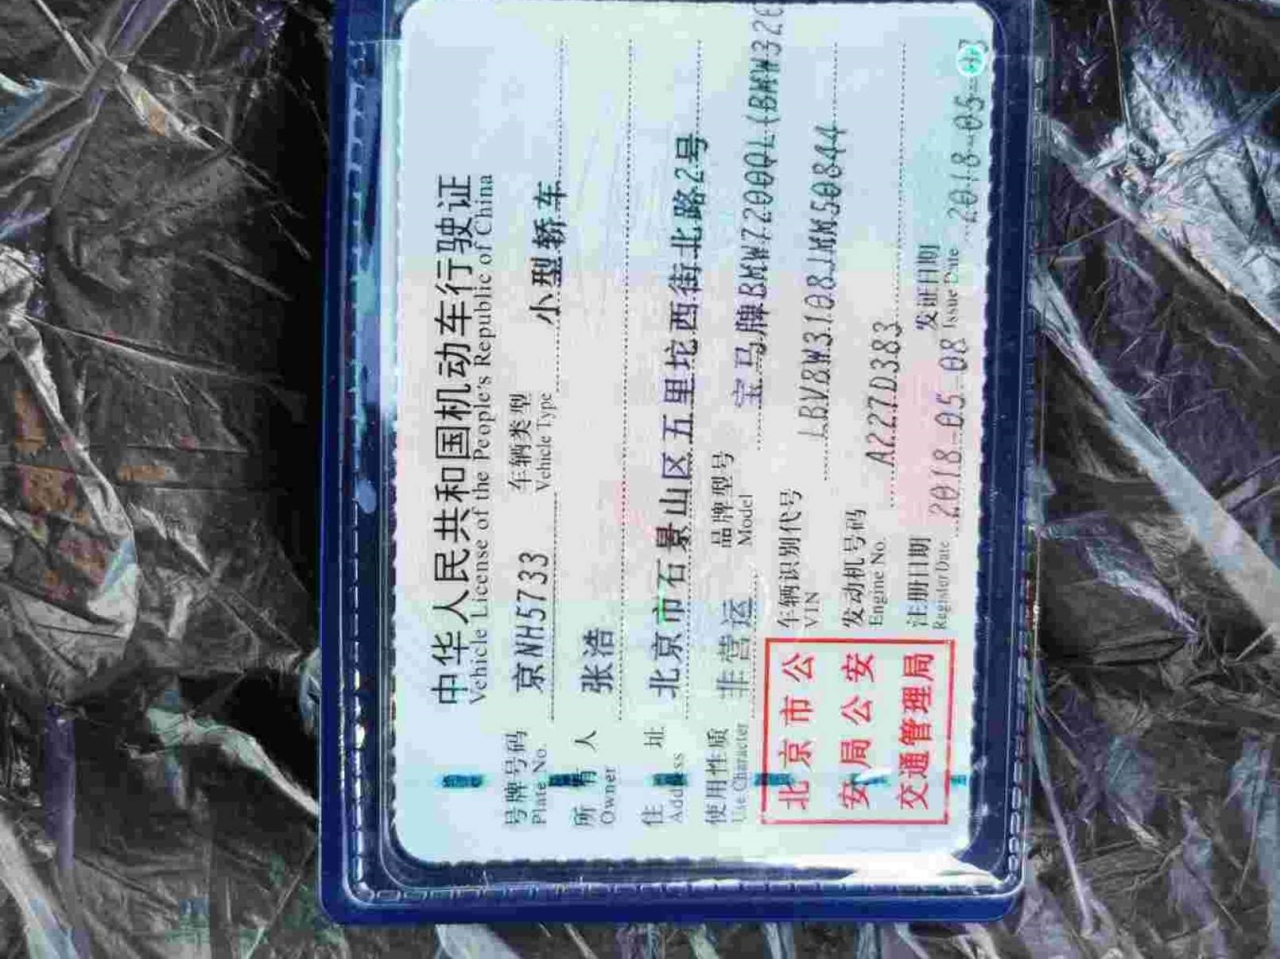 中华人民共和国机动车行驶证
Vehicle License of the People's Republic of China
号牌号码 京NH5733 车辆类型 小型轿车
Plate No. Vehicle Type
所有人 张浩
Owner
住址 北京市石景山区五里坨西街北路2号
Address
使用性质 非营运 品牌型号 宝马牌BMW7200QL(BMW326
Use Character Model
北京市公
安局公安
交通管理局
车辆识别代号 LBV8W3108JMM50844
VIN
发动机号码 A227D383
Engine No.
注册日期 2018-05-08 发证日期 2018-05-
Register Date Issue Date